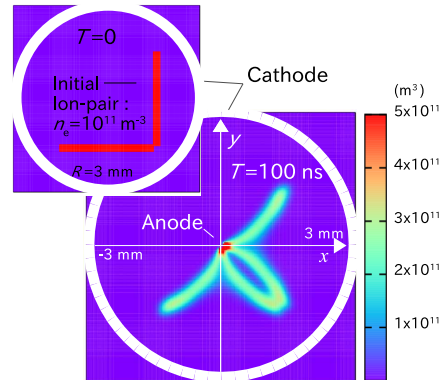 T=0
Initial
Ion-pair :
nₑ=10¹¹ m⁻³
R=3 mm
Cathode
(m³)
5x10¹¹
4x10¹¹
3x10¹¹
2x10¹¹
1x10¹¹
y
T=100 ns
Anode
3 mm
-3 mm
x